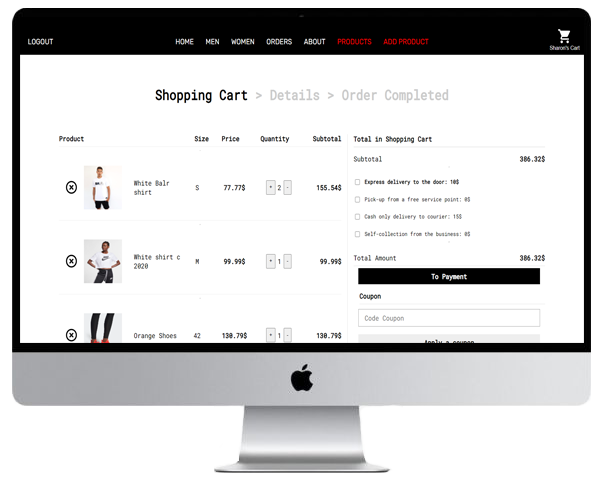 LOGOUT HOME MEN WOMEN ORDERS ABOUT PRODUCTS ADD PRODUCT Sharon's Cart
Shopping Cart > Details > Order Completed
Product Size Price Quantity Subtotal
White Balr shirt S 77.77$ + 2 - 155.54$
White shirt c 2020 M 99.99$ + 1 - 99.99$
Orange Shoes 42 130.79$ + 1 - 130.79$
Total in Shopping Cart
Subtotal 386.32$
Express delivery to the door: 10$
Pick-up from a free service point: 0$
Cash only delivery to courier: 15$
Self-collection from the business: 0$
Total Amount 386.32$
To Payment
Coupon
Code Coupon
Apply a coupon